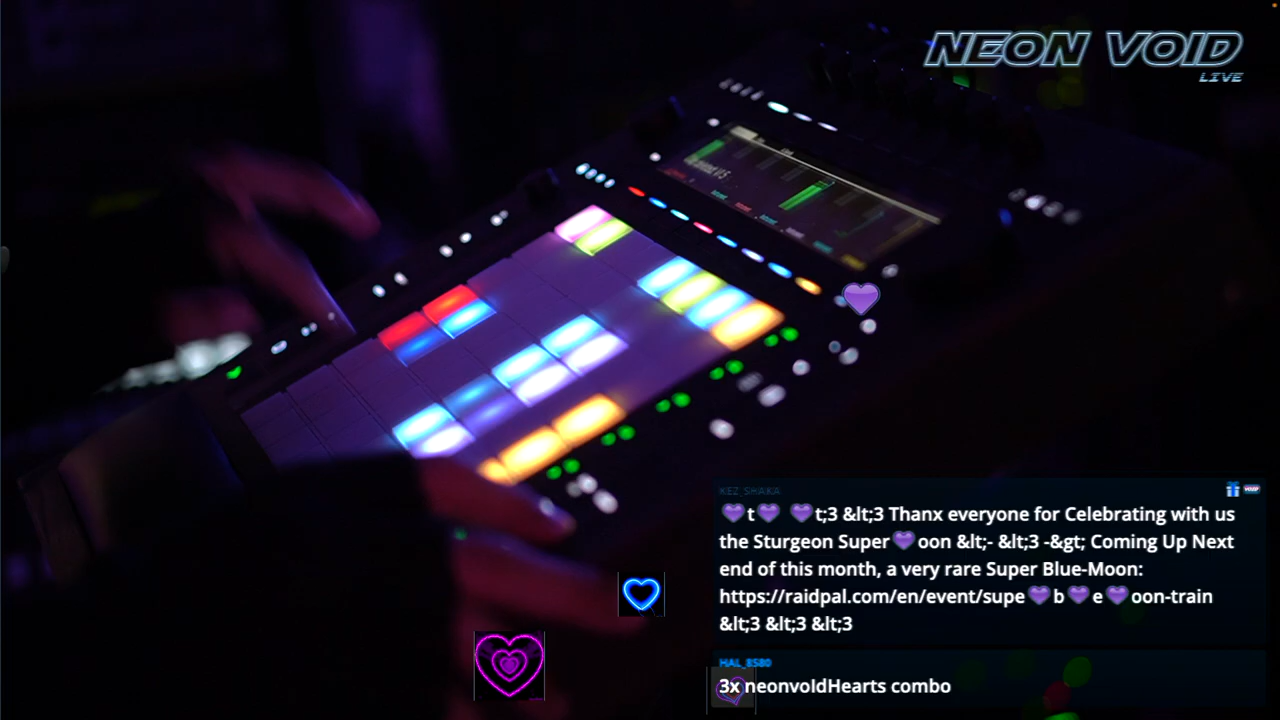 NEON VOID
LIVE
KEZ_SHAKA
VOID
💜t💜 💜t;3 &lt;3 Thanx everyone for Celebrating with us
the Sturgeon Super💜oon &lt;- &lt;3 -&gt; Coming Up Next
end of this month, a very rare Super Blue-Moon:
https://raidpal.com/en/event/supe💜b💜e💜oon-train
&lt;3 &lt;3 &lt;3
HAL_8580
3x neonvoldHearts combo